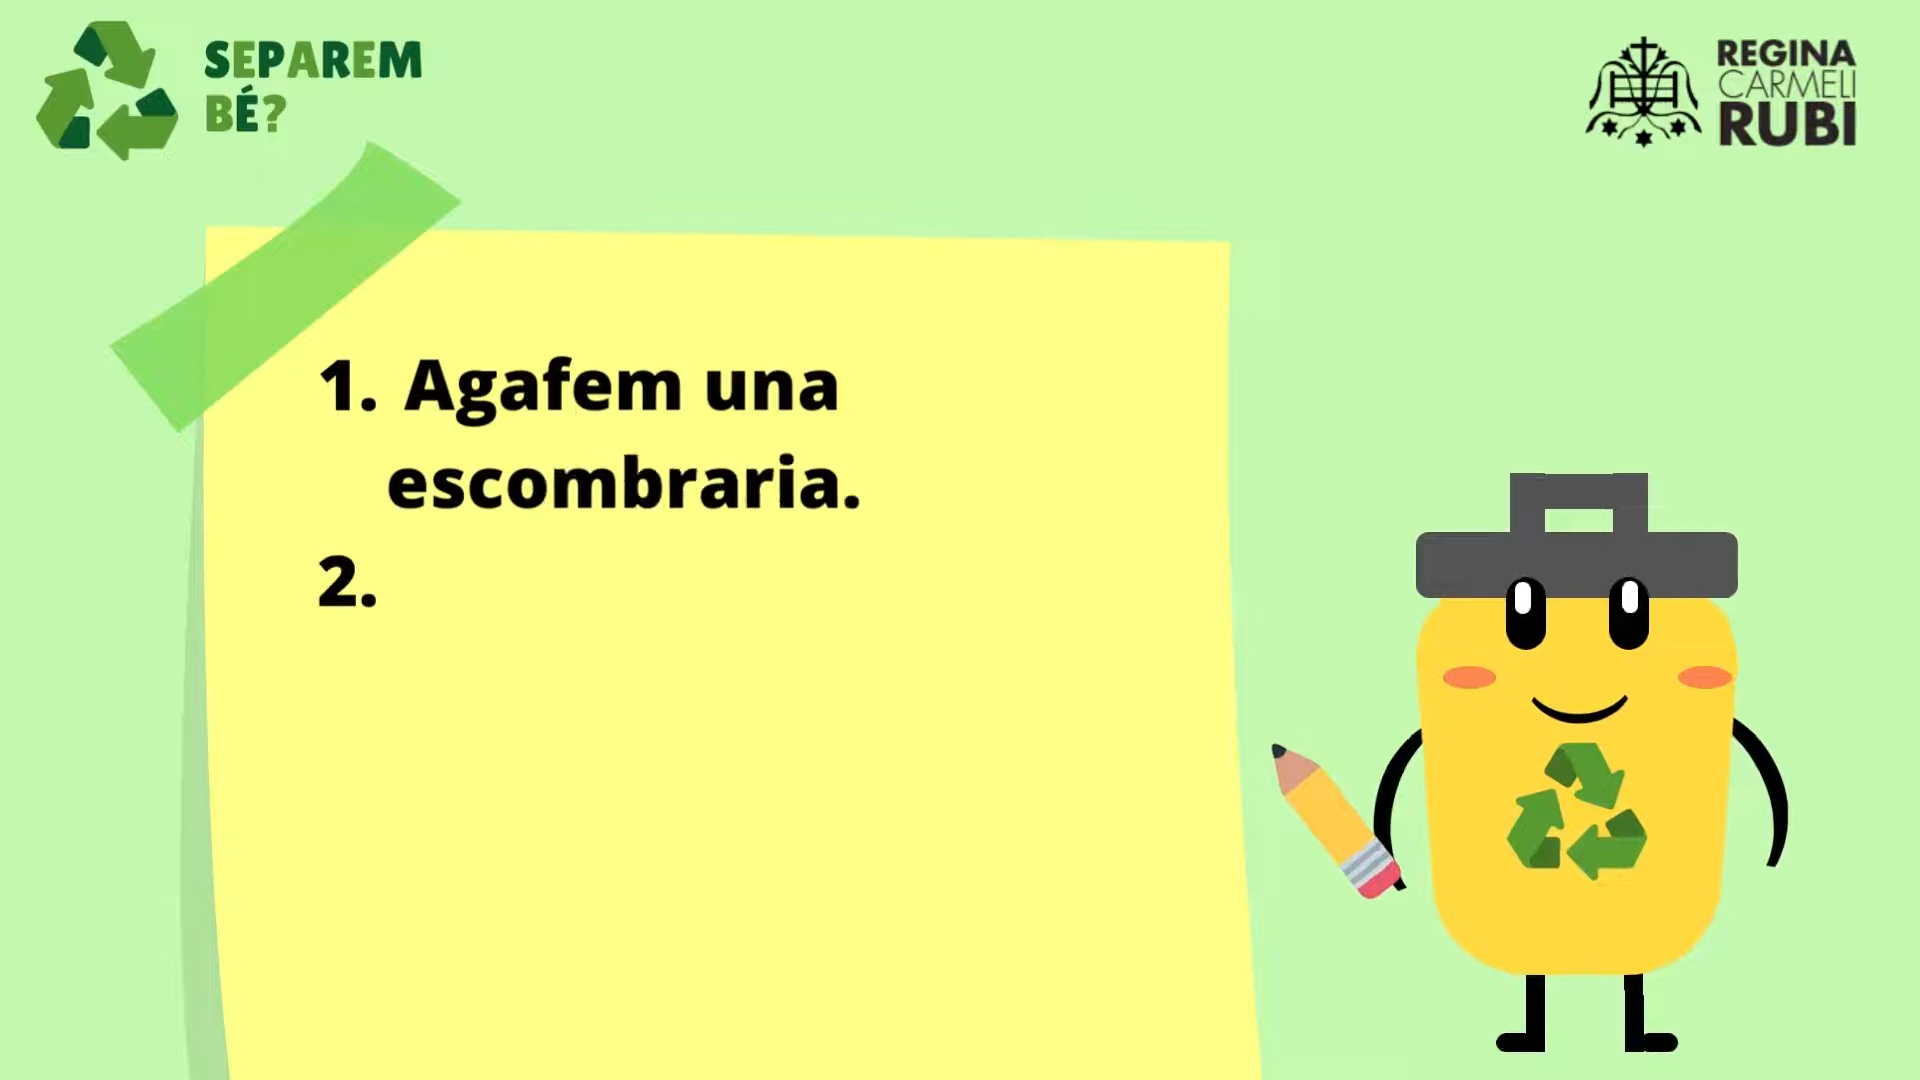 SEPAREM
BÉ?
REGINA
CARMELI
RUBI
1. Agafem una
escombraria.
2.